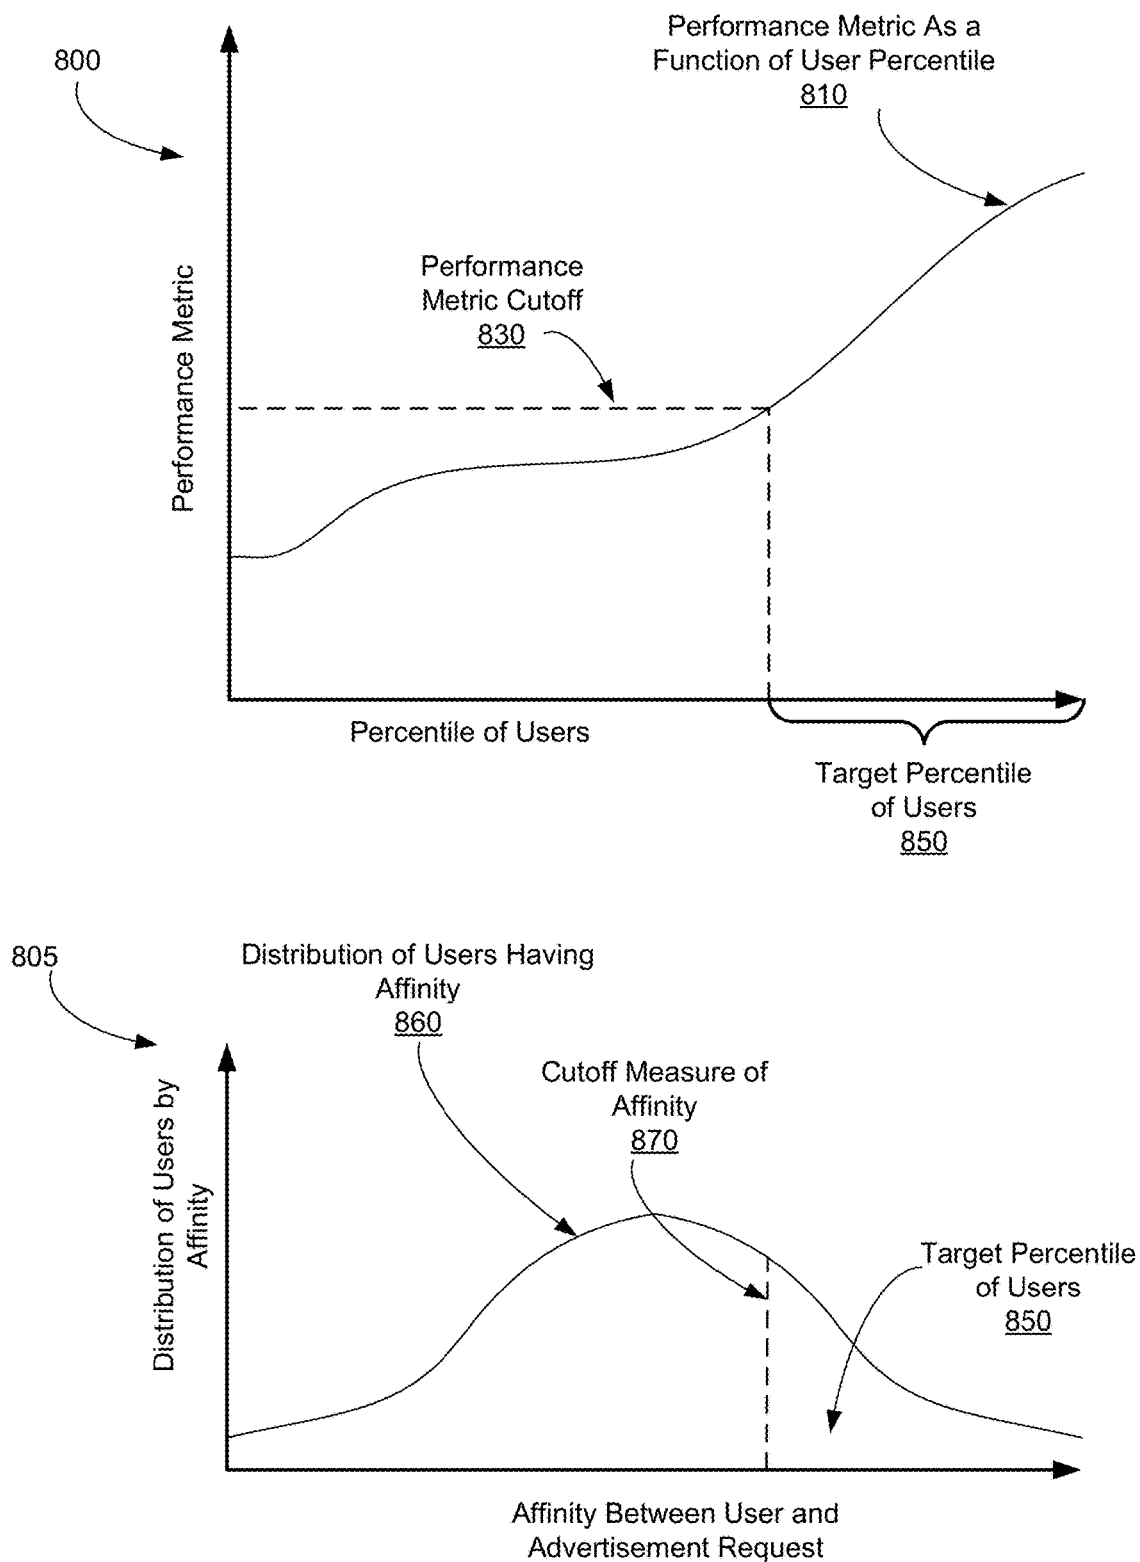 800
Performance Metric As a
Function of User Percentile
810
Performance
Metric Cutoff
830
Performance Metric
Percentile of Users
Target Percentile
of Users
850
805
Distribution of Users Having
Affinity
860
Cutoff Measure of
Affinity
870
Distribution of Users by
Affinity
Target Percentile
of Users
850
Affinity Between User and
Advertisement Request